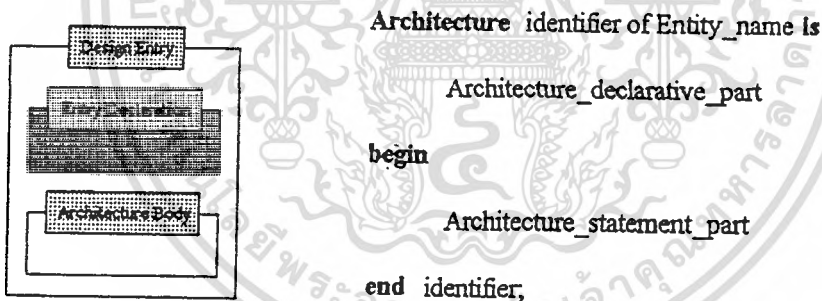 Design Entry
Architecture Body
Architecture identifier of Entity_name is
Architecture_declarative_part
begin
Architecture_statement_part
end identifier;